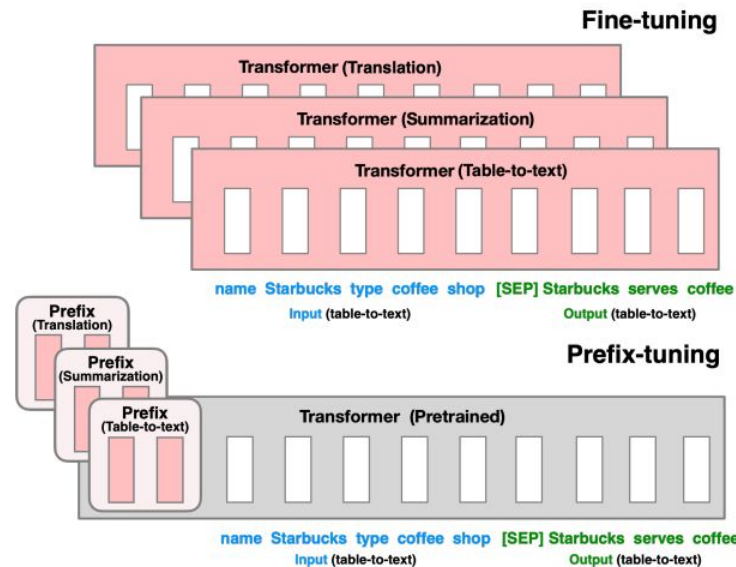 Fine-tuning
Transformer (Translation)
Transformer (Summarization)
Transformer (Table-to-text)
name Starbucks type coffee shop [SEP] Starbucks serves coffee
Input (table-to-text) Output (table-to-text)
Prefix-tuning
Prefix
(Translation)
Prefix
(Summarization)
Prefix
(Table-to-text)
Transformer (Pretrained)
name Starbucks type coffee shop [SEP] Starbucks serves coffee
Input (table-to-text) Output (table-to-text)